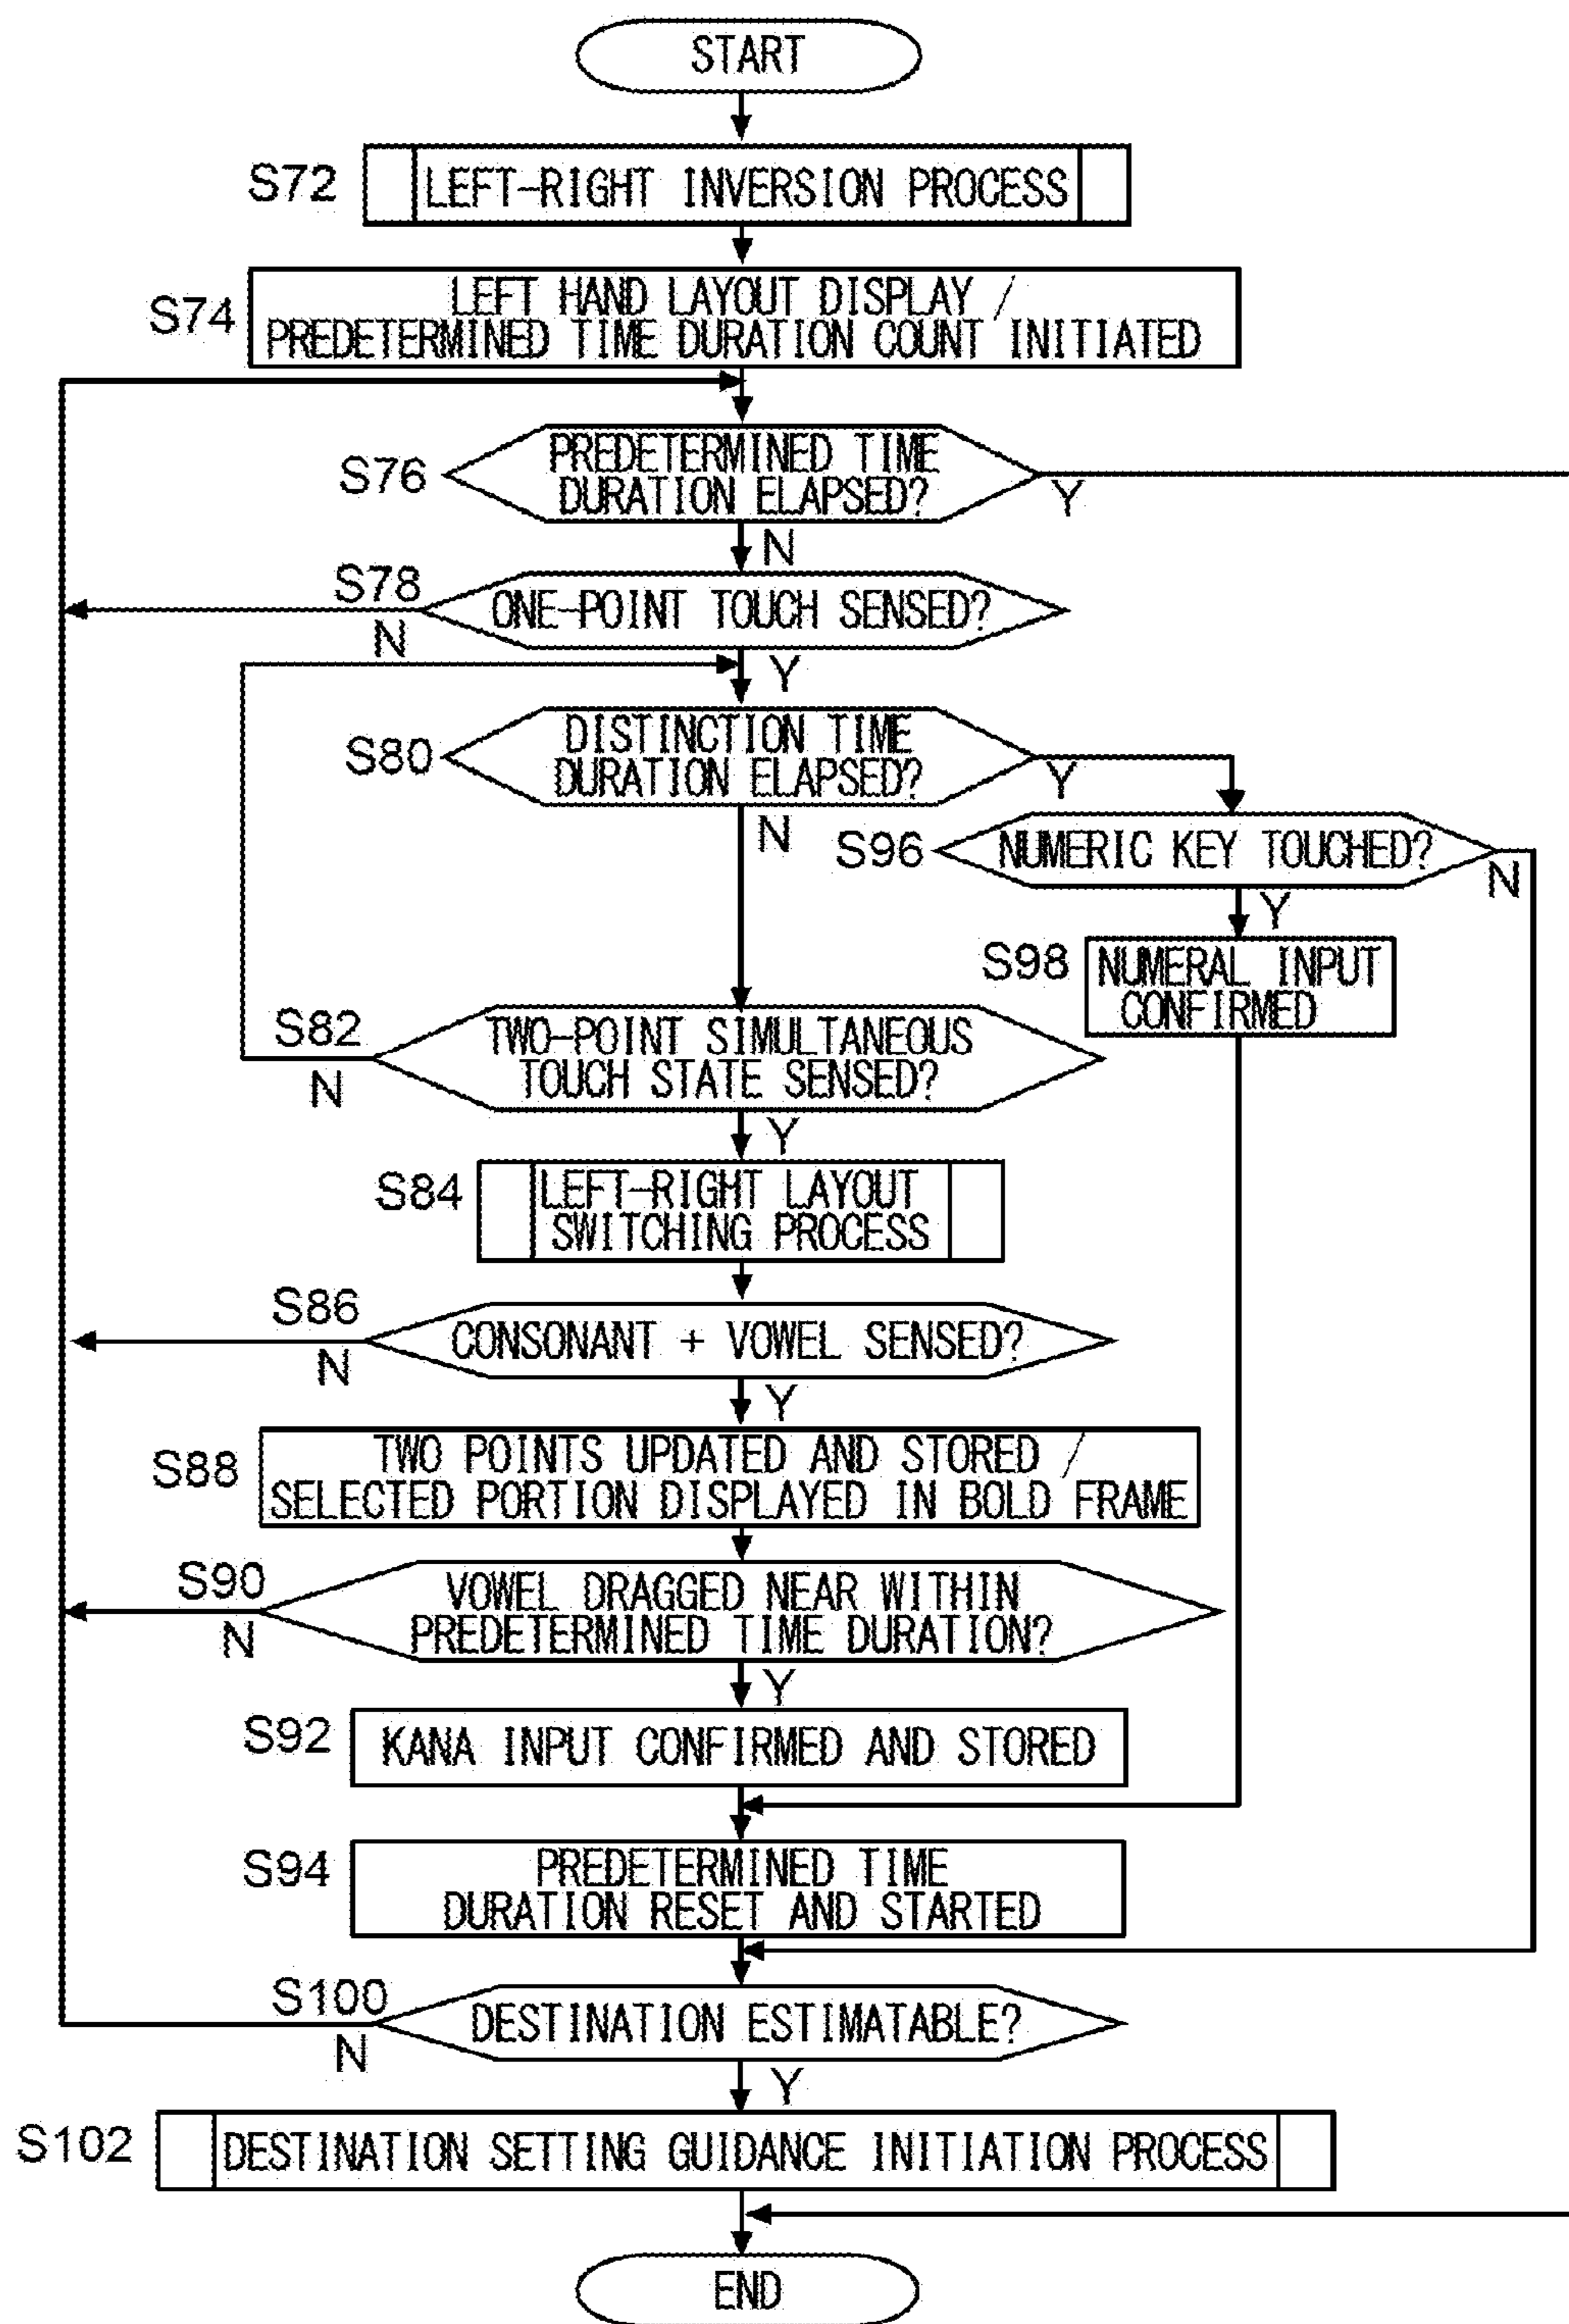 START
S72
LEFT-RIGHT INVERSION PROCESS
S74
LEFT HAND LAYOUT DISPLAY /
PREDETERMINED TIME DURATION COUNT INITIATED
S76
PREDETERMINED TIME
DURATION ELAPSED?
Y
N
S78
ONE-POINT TOUCH SENSED?
N
Y
S80
DISTINCTION TIME
DURATION ELAPSED?
Y
N
S96
NUMERIC KEY TOUCHED?
N
Y
S98
NUMERAL INPUT
CONFIRMED
S82
TWO-POINT SIMULTANEOUS
TOUCH STATE SENSED?
N
Y
S84
LEFT-RIGHT LAYOUT
SWITCHING PROCESS
S86
CONSONANT + VOWEL SENSED?
N
Y
S88
TWO POINTS UPDATED AND STORED /
SELECTED PORTION DISPLAYED IN BOLD FRAME
S90
VOWEL DRAGGED NEAR WITHIN
PREDETERMINED TIME DURATION?
N
Y
S92
KANA INPUT CONFIRMED AND STORED
S94
PREDETERMINED TIME
DURATION RESET AND STARTED
S100
DESTINATION ESTIMATABLE?
N
Y
S102
DESTINATION SETTING GUIDANCE INITIATION PROCESS
END